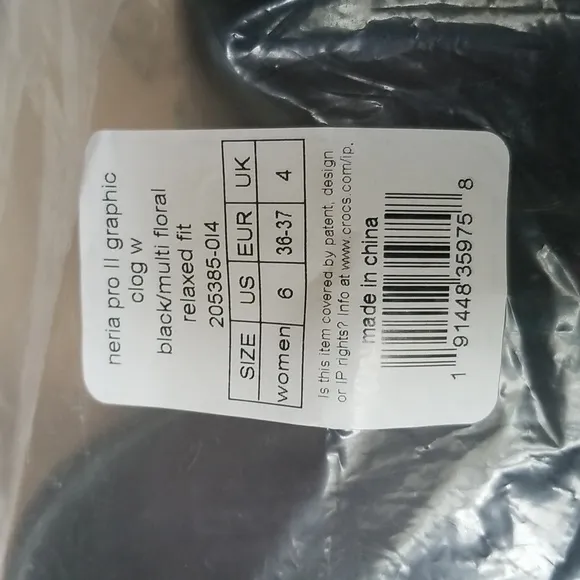 neria pro II graphic
clog w
black/multi floral
relaxed fit
205385-014
SIZE US EUR UK
women 6 36-37 4
Is this item covered by patent, design
or IP rights? Info at www.crocs.com/ip.
made in china
1 91448 35975 8